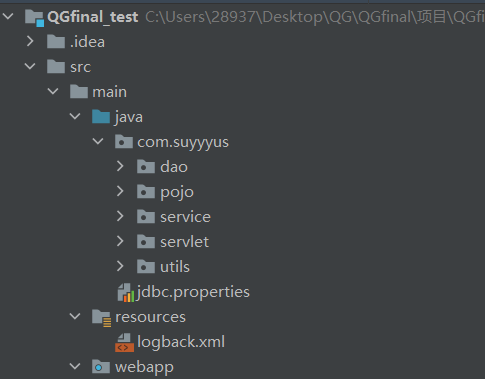 QGfinal_test C:\Users\28937\Desktop\QG\QGfinal\项目\QGfi
.idea
src
main
java
com.suyyyus
dao
pojo
service
servlet
utils
jdbc.properties
resources
logback.xml
webapp